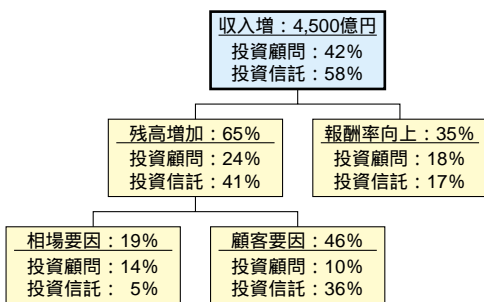 収入増：4,500億円
投資顧問：42%
投資信託：58%
残高増加：65%
投資顧問：24%
投資信託：41%
報酬率向上：35%
投資顧問：18%
投資信託：17%
相場要因：19%
投資顧問：14%
投資信託： 5%
顧客要因：46%
投資顧問：10%
投資信託：36%